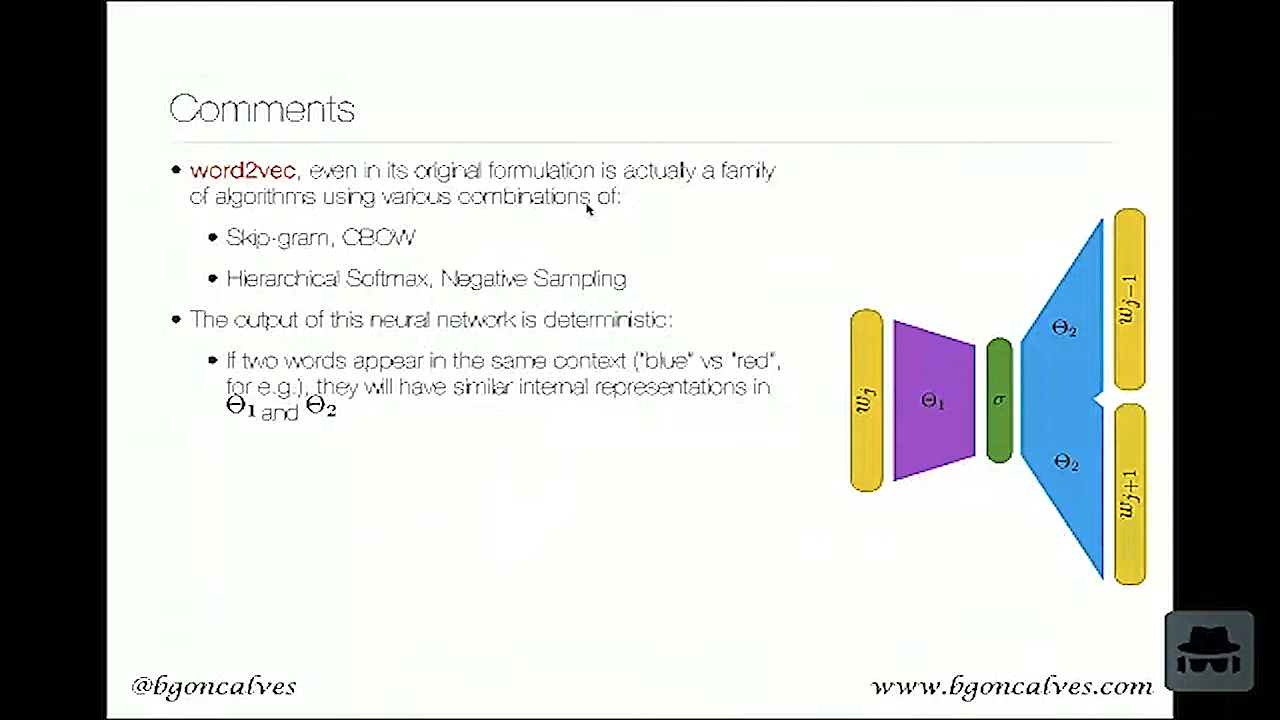 Comments
• word2vec, even in its original formulation is actually a family
of algorithms using various combinations of:
• Skip-gram, CBOW
• Hierarchical Softmax, Negative Sampling
• The output of this neural network is deterministic:
• If two words appear in the same context ("blue" vs "red",
for e.g.), they will have similar internal representations in
Θ₁ and Θ₂
w_j
Θ₁
σ
Θ₂
Θ₂
w_{j−1}
w_{j+1}
@bgoncalves
www.bgoncalves.com